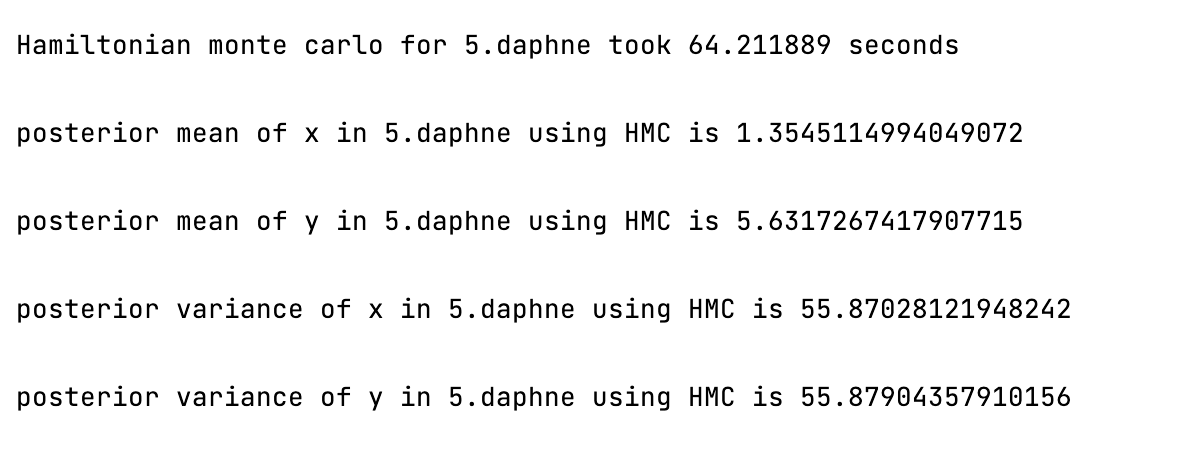 Hamiltonian monte carlo for 5.daphne took 64.211889 seconds
posterior mean of x in 5.daphne using HMC is 1.3545114994049072
posterior mean of y in 5.daphne using HMC is 5.6317267417907715
posterior variance of x in 5.daphne using HMC is 55.87028121948242
posterior variance of y in 5.daphne using HMC is 55.87904357910156